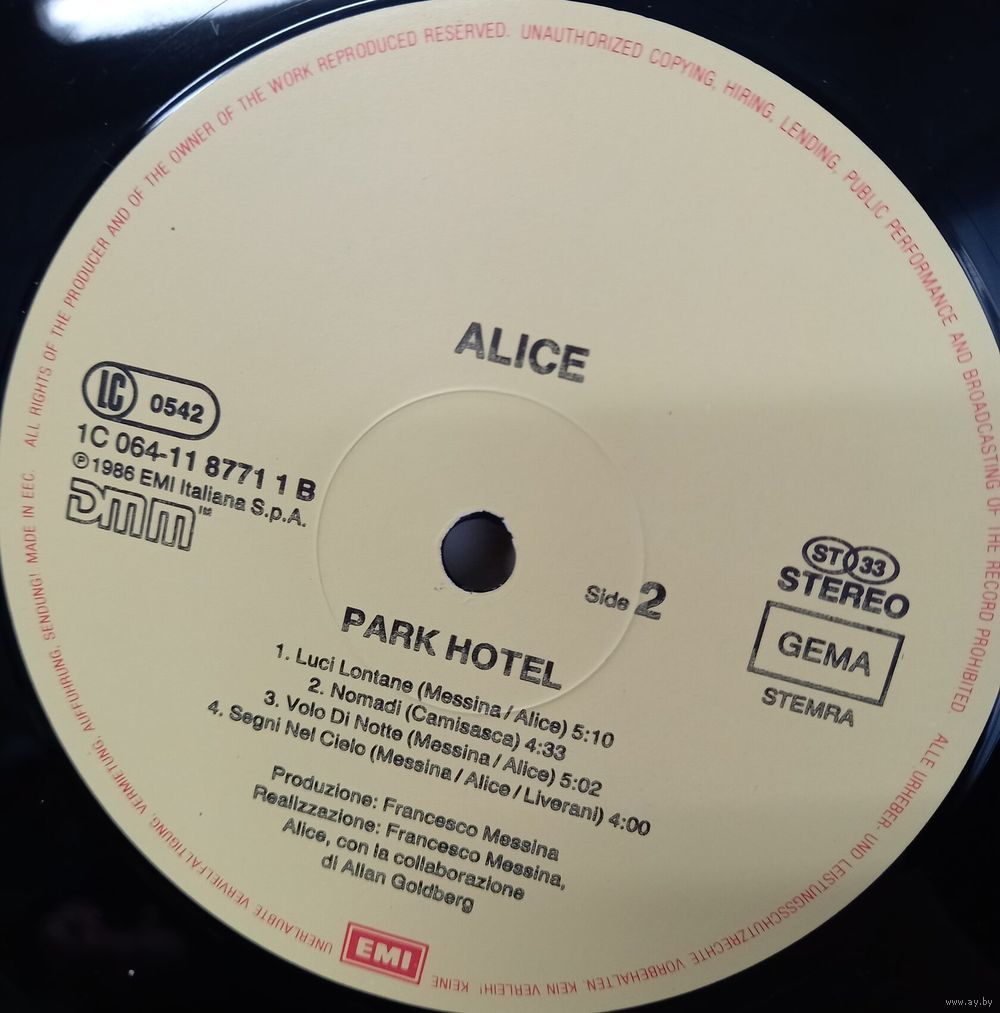 ALL RIGHTS OF THE PRODUCER AND OF THE OWNER OF THE WORK REPRODUCED RESERVED. UNAUTHORIZED COPYING, HIRING, LENDING, PUBLIC PERFORMANCE AND BROADCASTING OF THE RECORD PROHIBITED.
ALLE URHEBER- UND LEISTUNGSSCHUTZRECHTE VORBEHALTEN. KEIN VERLEIH! KEINE UNERLAUBTE VERVIELFÄLTIGUNG, VERMIETUNG, AUFFÜHRUNG, SENDUNG! MADE IN EEC.
ALICE
LC 0542
1C 064-11 8771 1 B
℗ 1986 EMI Italiana S.p.A.
DMM™
ST 33
STEREO
GEMA
STEMRA
Side 2
PARK HOTEL
1. Luci Lontane (Messina / Alice) 5:10
2. Nomadi (Camisasca) 4:33
3. Volo Di Notte (Messina / Alice) 5:02
4. Segni Nel Cielo (Messina / Alice / Liverani) 4:00
Produzione: Francesco Messina
Realizzazione: Francesco Messina,
Alice, con la collaborazione
di Allan Goldberg
EMI
www.ay.by